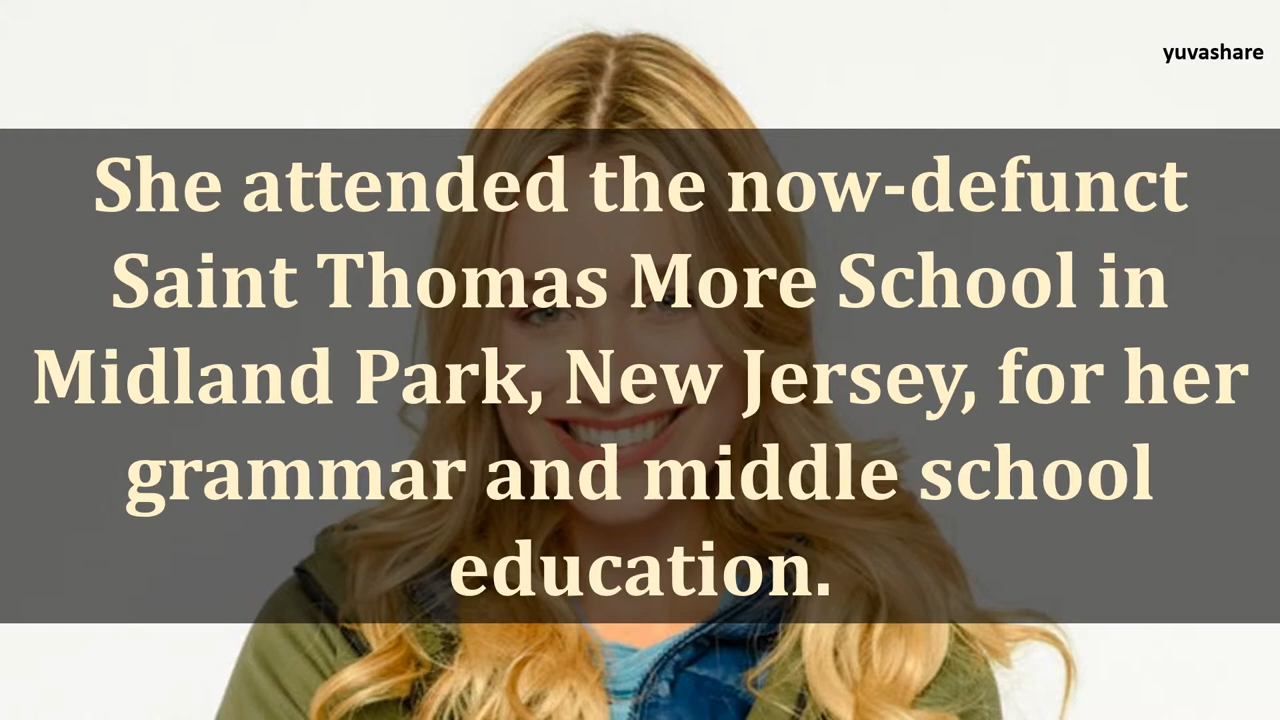 yuvashare
She attended the now-defunct
Saint Thomas More School in
Midland Park, New Jersey, for her
grammar and middle school
education.